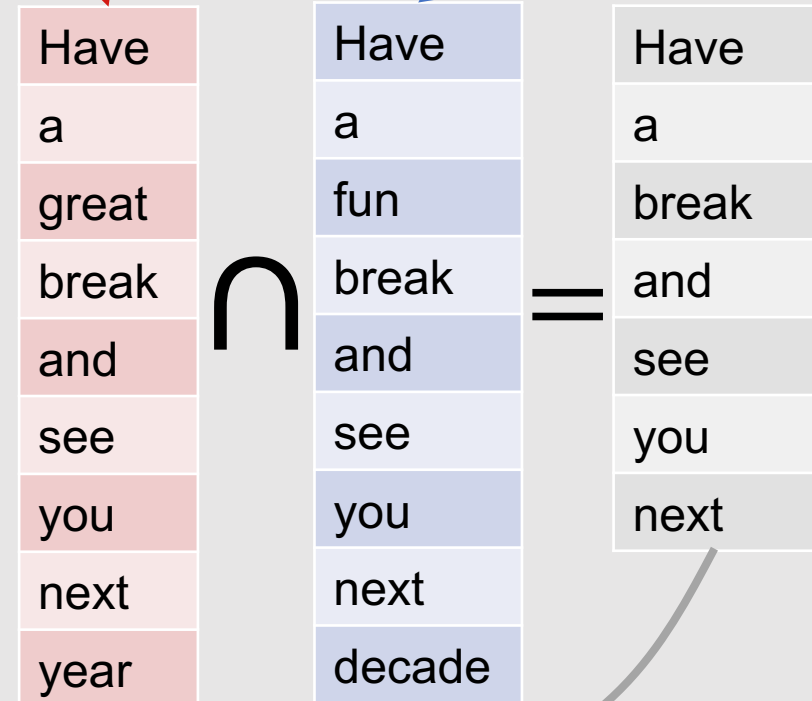 Have
a
great
break
and
see
you
next
year
∩
Have
a
fun
break
and
see
you
next
decade
=
Have
a
break
and
see
you
next